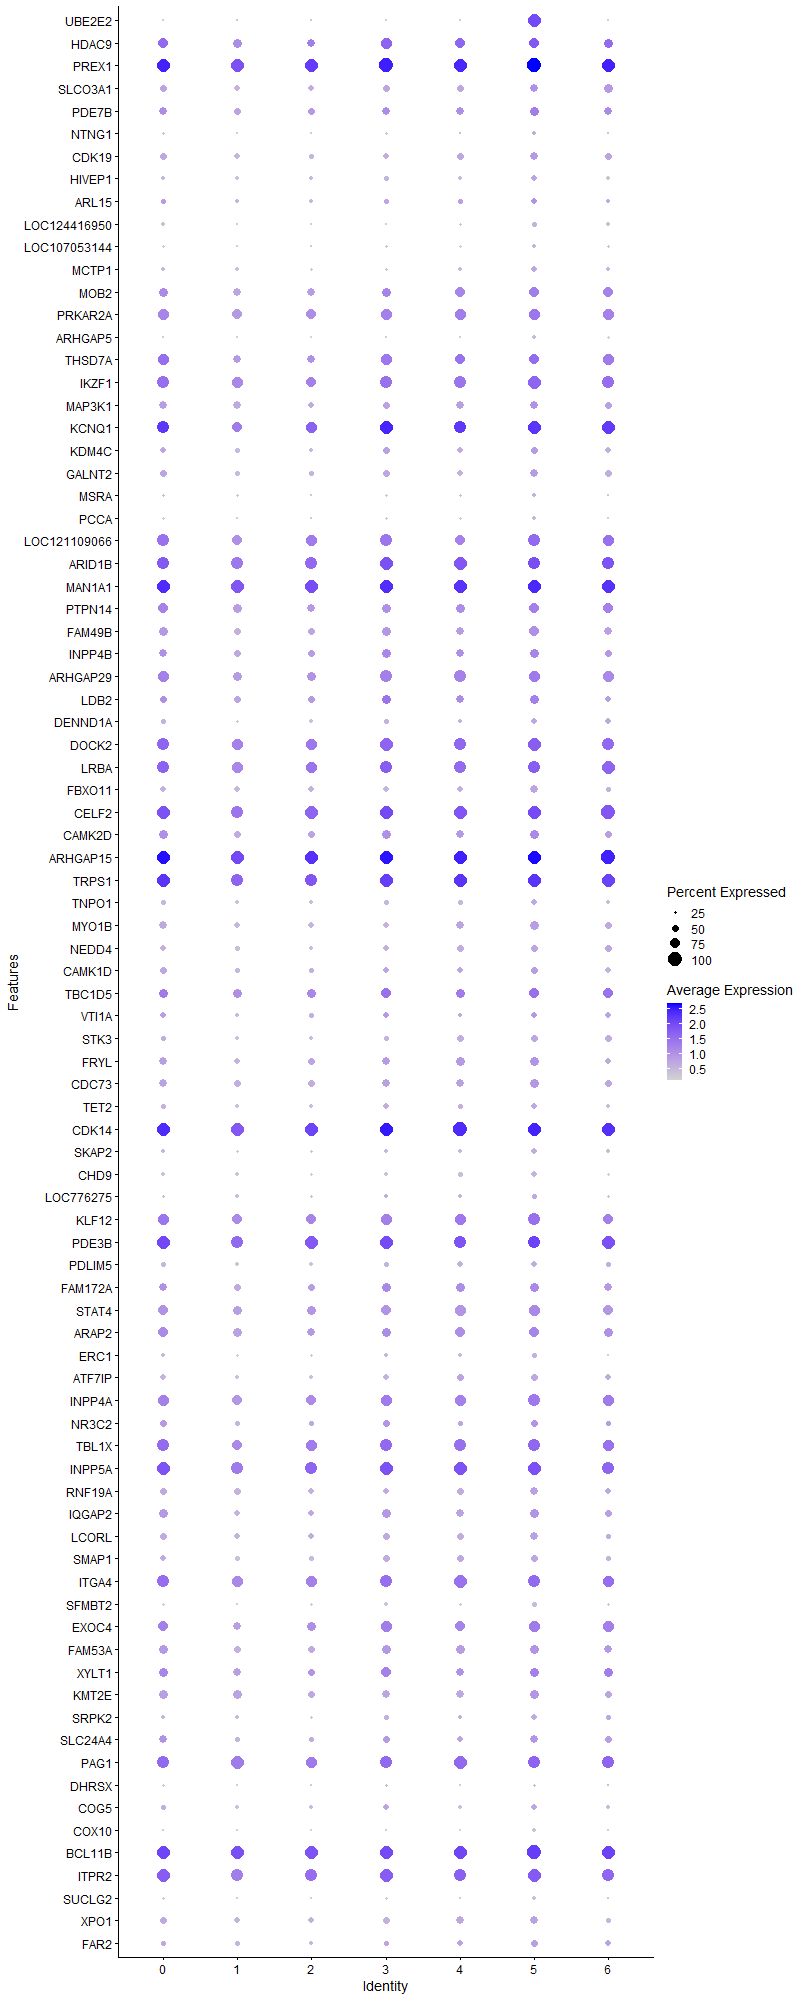 UBE2E2
HDAC9
PREX1
SLCO3A1
PDE7B
NTNG1
CDK19
HIVEP1
ARL15
LOC124416950
LOC107053144
MCTP1
MOB2
PRKAR2A
ARHGAP5
THSD7A
IKZF1
MAP3K1
KCNQ1
KDM4C
GALNT2
MSRA
PCCA
LOC121109066
ARID1B
MAN1A1
PTPN14
FAM49B
INPP4B
ARHGAP29
LDB2
DENND1A
DOCK2
LRBA
FBXO11
CELF2
CAMK2D
ARHGAP15
TRPS1
TNPO1
MYO1B
NEDD4
CAMK1D
TBC1D5
VTI1A
STK3
FRYL
CDC73
TET2
CDK14
SKAP2
CHD9
LOC776275
KLF12
PDE3B
PDLIM5
FAM172A
STAT4
ARAP2
ERC1
ATF7IP
INPP4A
NR3C2
TBL1X
INPP5A
RNF19A
IQGAP2
LCORL
SMAP1
ITGA4
SFMBT2
EXOC4
FAM53A
XYLT1
KMT2E
SRPK2
SLC24A4
PAG1
DHRSX
COG5
COX10
BCL11B
ITPR2
SUCLG2
XPO1
FAR2
Features
0 1 2 3 4 5 6
Identity
Percent Expressed
25
50
75
100
Average Expression
2.5
2.0
1.5
1.0
0.5